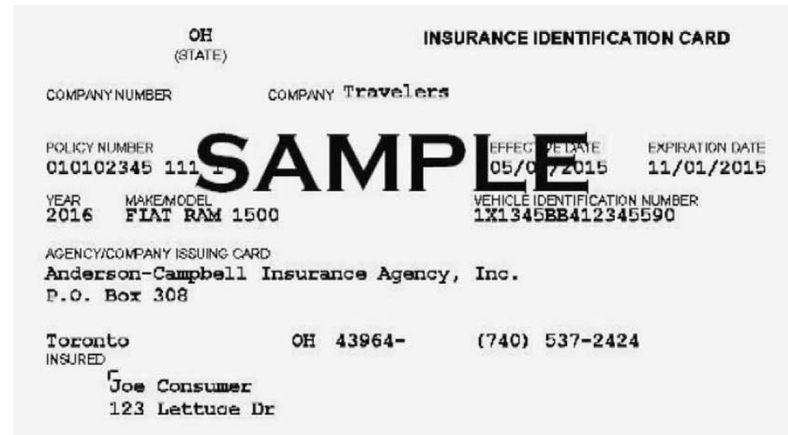 OH INSURANCE IDENTIFICATION CARD
(STATE)
COMPANY NUMBER COMPANY Travelers
SAMPLE
POLICY NUMBER EFFECTIVE DATE EXPIRATION DATE
010102345 111 11/01/2015
YEAR MAKE/MODEL VEHICLE IDENTIFICATION NUMBER
2016 FIAT RAM 1500 1X1345BB412345590
AGENCY/COMPANY ISSUING CARD
Anderson-Campbell Insurance Agency, Inc.
P.O. Box 308
Toronto OH 43964- (740) 537-2424
INSURED
Joe Consumer
123 Lettuce Dr